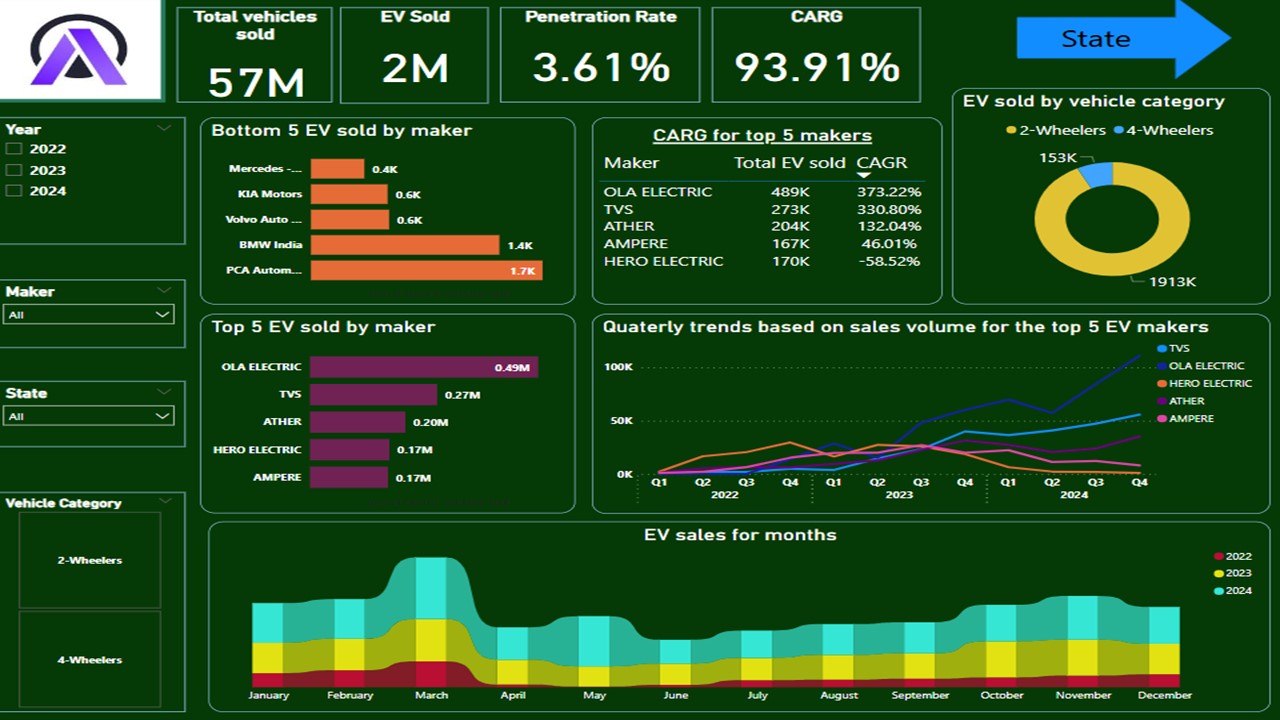 Total vehicles
sold
57M
EV Sold
2M
Penetration Rate
3.61%
CARG
93.91%
State
Year
2022
2023
2024
Maker
All
State
All
Vehicle Category
2-Wheelers
4-Wheelers
Bottom 5 EV sold by maker
Mercedes -... 0.4K
KIA Motors 0.6K
Volvo Auto ... 0.6K
BMW India 1.4K
PCA Autom... 1.7K
CARG for top 5 makers
Maker Total EV sold CAGR
OLA ELECTRIC 489K 373.22%
TVS 273K 330.80%
ATHER 204K 132.04%
AMPERE 167K 46.01%
HERO ELECTRIC 170K -58.52%
EV sold by vehicle category
2-Wheelers 4-Wheelers
153K
1913K
Top 5 EV sold by maker
OLA ELECTRIC 0.49M
TVS 0.27M
ATHER 0.20M
HERO ELECTRIC 0.17M
AMPERE 0.17M
Quaterly trends based on sales volume for the top 5 EV makers
TVS
OLA ELECTRIC
HERO ELECTRIC
ATHER
AMPERE
100K
50K
0K
Q1 Q2 Q3 Q4 Q1 Q2 Q3 Q4 Q1 Q2 Q3 Q4
2022 2023 2024
EV sales for months
2022
2023
2024
January February March April May June July August September October November December